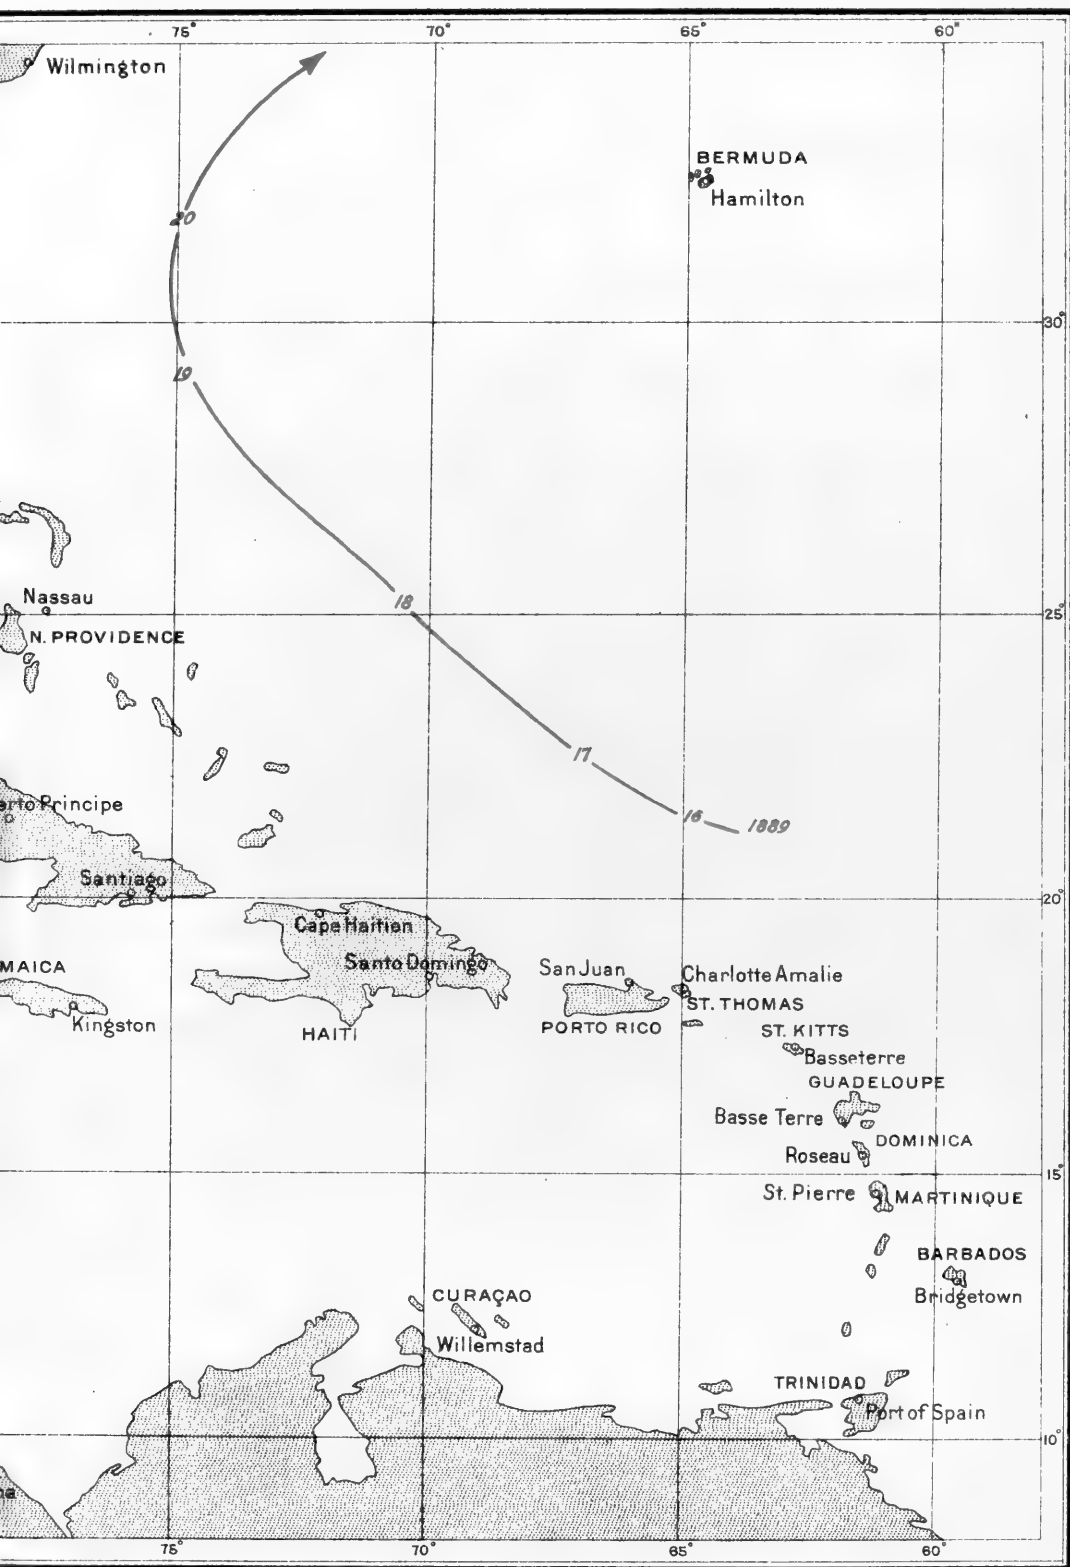 75° 70° 65° 60°
Wilmington
BERMUDA
Hamilton
20
30°
19
Nassau
18
25°
N. PROVIDENCE
17
erto Principe
16 1889
Santiago
20°
Cape Haitien
MAICA
Santo Domingo
San Juan
Charlotte Amalie
ST. THOMAS
Kingston
HAITI
PORTO RICO
ST. KITTS
Basseterre
GUADELOUPE
Basse Terre
DOMINICA
Roseau
15°
St. Pierre
MARTINIQUE
BARBADOS
CURAÇAO
Bridgetown
Willemstad
TRINIDAD
Port of Spain
10°
na
75° 70° 65° 60°